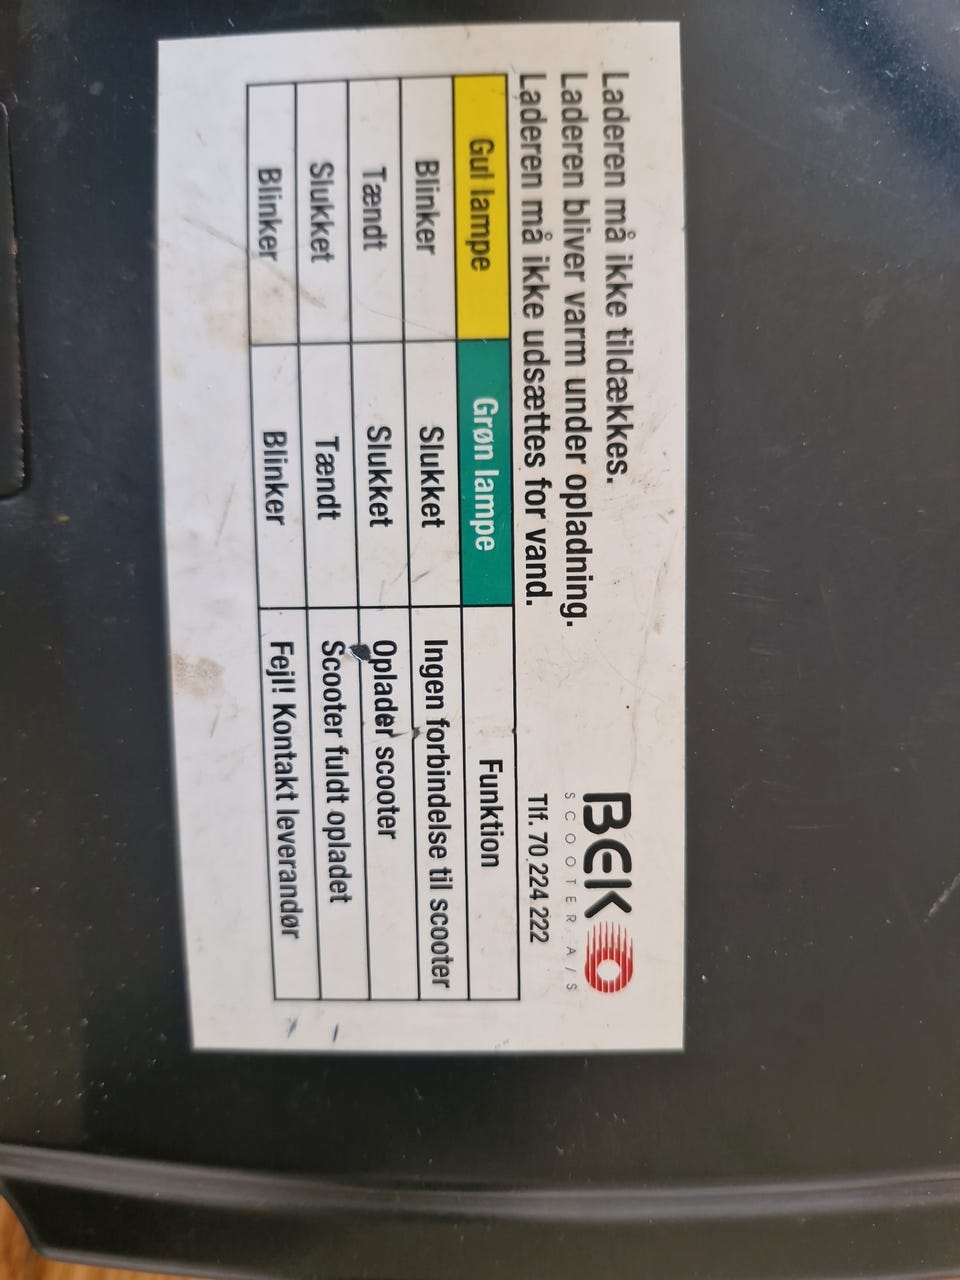 Laderen må ikke tildækkes.
Laderen bliver varm under opladning.
Laderen må ikke udsættes for vand.
BEK
SCOOTER A/S
Tlf. 70 224 222
Gul lampe Grøn lampe Funktion
Blinker Slukket Ingen forbindelse til scooter
Tændt Slukket Oplader scooter
Slukket Tændt Scooter fuldt opladet
Blinker Blinker Fejl! Kontakt leverandør